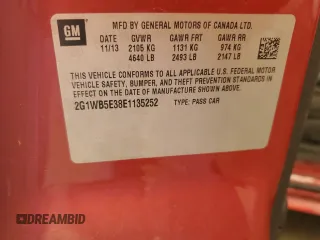 GM
MFD BY GENERAL MOTORS OF CANADA LTD.
DATE GVWR GAWR FRT GAWR RR
11/13 2105 KG 1131 KG 974 KG
4640 LB 2493 LB 2147 LB
THIS VEHICLE CONFORMS TO ALL APPLICABLE U.S. FEDERAL MOTOR
VEHICLE SAFETY, BUMPER, AND THEFT PREVENTION STANDARDS IN
EFFECT ON THE DATE OF MANUFACTURE SHOWN ABOVE.
2G1WB5E38E1135252 TYPE: PASS CAR
DREAMBID